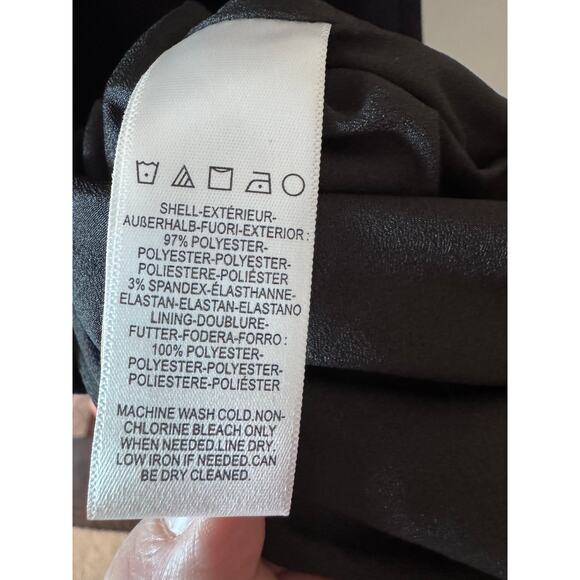 SHELL-EXTÉRIEUR-
AUßERHALB-FUORI-EXTERIOR :
97% POLYESTER-
POLYESTER-POLYESTER-
POLIESTERE-POLIÉSTER
3% SPANDEX-ÉLASTHANNE-
ELASTAN-ELASTAN-ELASTANO
LINING-DOUBLURE-
FUTTER-FODERA-FORRO :
100% POLYESTER-
POLYESTER-POLYESTER-
POLIESTERE-POLIÉSTER
MACHINE WASH COLD.NON-
CHLORINE BLEACH ONLY
WHEN NEEDED.LINE DRY.
LOW IRON IF NEEDED.CAN
BE DRY CLEANED.